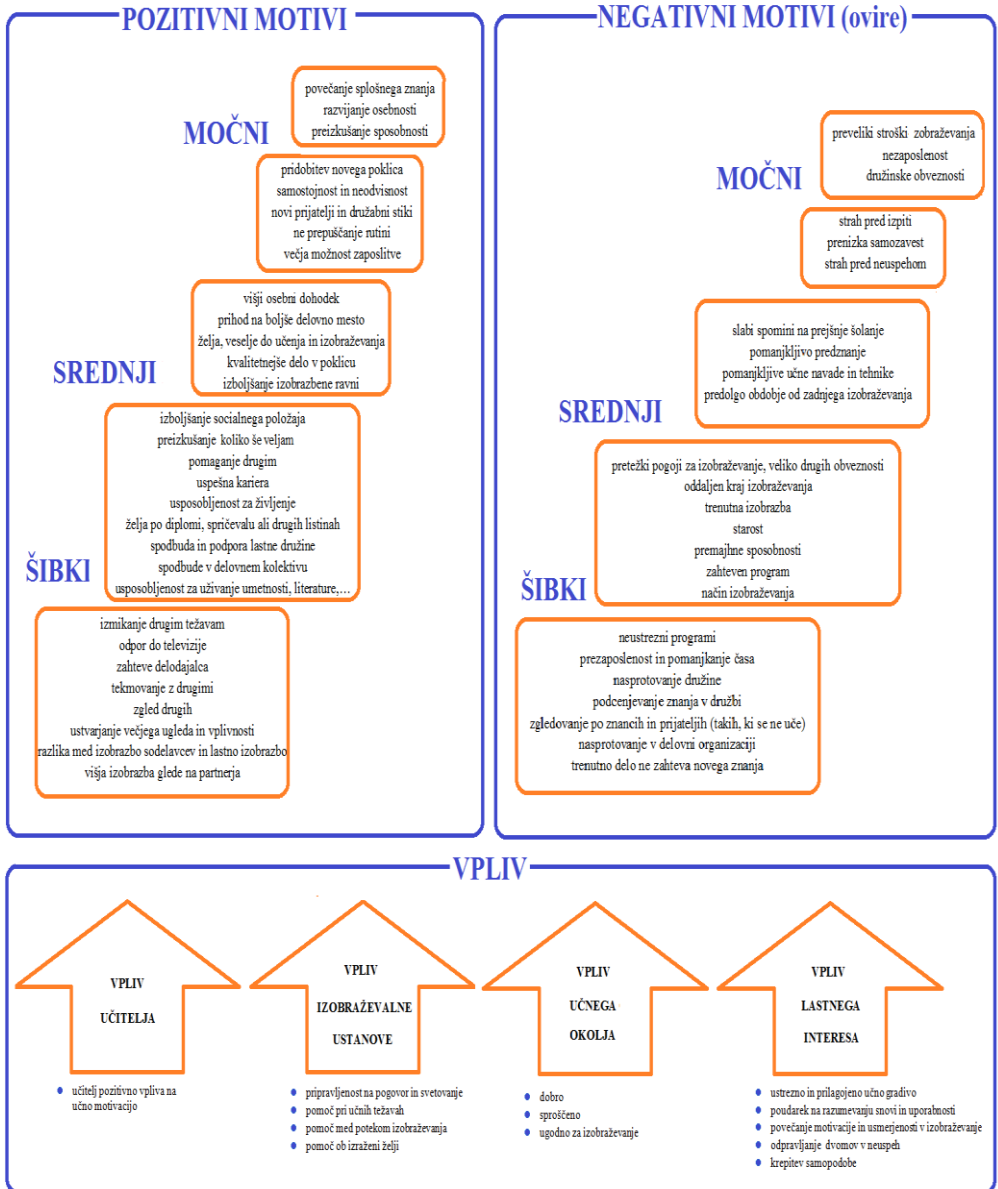 POZITIVNI MOTIVI
MOČNI
povečanje splošnega znanja
razvijanje osebnosti
preizkušanje sposobnosti
pridobitev novega poklica
samostojnost in neodvisnost
novi prijatelji in družabni stiki
ne prepuščanje rutini
večja možnost zaposlitve
SREDNJI
višji osebni dohodek
prihod na boljše delovno mesto
želja, veselje do učenja in izobraževanja
kvalitetnejše delo v poklicu
izboljšanje izobrazbene ravni
izboljšanje socialnega položaja
preizkušanje koliko še veljam
pomaganje drugim
uspešna kariera
usposobljenost za življenje
želja po diplomi, spričevalu ali drugih listinah
spodbuda in podpora lastne družine
spodbude v delovnem kolektivu
usposobljenost za uživanje umetnosti, literature,…
ŠIBKI
izmikanje drugim težavam
odpor do televizije
zahteve delodajalca
tekmovanje z drugimi
zgled drugih
ustvarjanje večjega ugleda in vplivnosti
razlika med izobrazbo sodelavcev in lastno izobrazbo
višja izobrazba glede na partnerja
NEGATIVNI MOTIVI (ovire)
MOČNI
preveliki stroški zobraževanja
nezaposlenost
družinske obveznosti
strah pred izpiti
prenizka samozavest
strah pred neuspehom
SREDNJI
slabi spomini na prejšnje šolanje
pomanjkljivo predznanje
pomanjkljive učne navade in tehnike
predolgo obdobje od zadnjega izobraževanja
pretežki pogoji za izobraževanje, veliko drugih obveznosti
oddaljen kraj izobraževanja
trenutna izobrazba
starost
premajhne sposobnosti
zahteven program
način izobraževanja
ŠIBKI
neustrezni programi
prezaposlenost in pomanjkanje časa
nasprotovanje družine
podcenjevanje znanja v družbi
zgledovanje po znancih in prijateljih (takih, ki se ne uče)
nasprotovanje v delovni organizaciji
trenutno delo ne zahteva novega znanja
VPLIV
VPLIV
UČITELJA
učitelj pozitivno vpliva na
učno motivacijo
VPLIV
IZOBRAŽEVALNE
USTANOVE
pripravljenost na pogovor in svetovanje
pomoč pri učnih težavah
pomoč med potekom izobraževanja
pomoč ob izraženi želji
VPLIV
UČNEGA
OKOLJA
dobro
sproščeno
ugodno za izobraževanje
VPLIV
LASTNEGA
INTERESA
ustrezno in prilagojeno učno gradivo
poudarek na razumevanju snovi in uporabnosti
povečanje motivacije in usmerjenosti v izobraževanje
odpravljanje dvomov v neuspeh
krepitev samopodobe